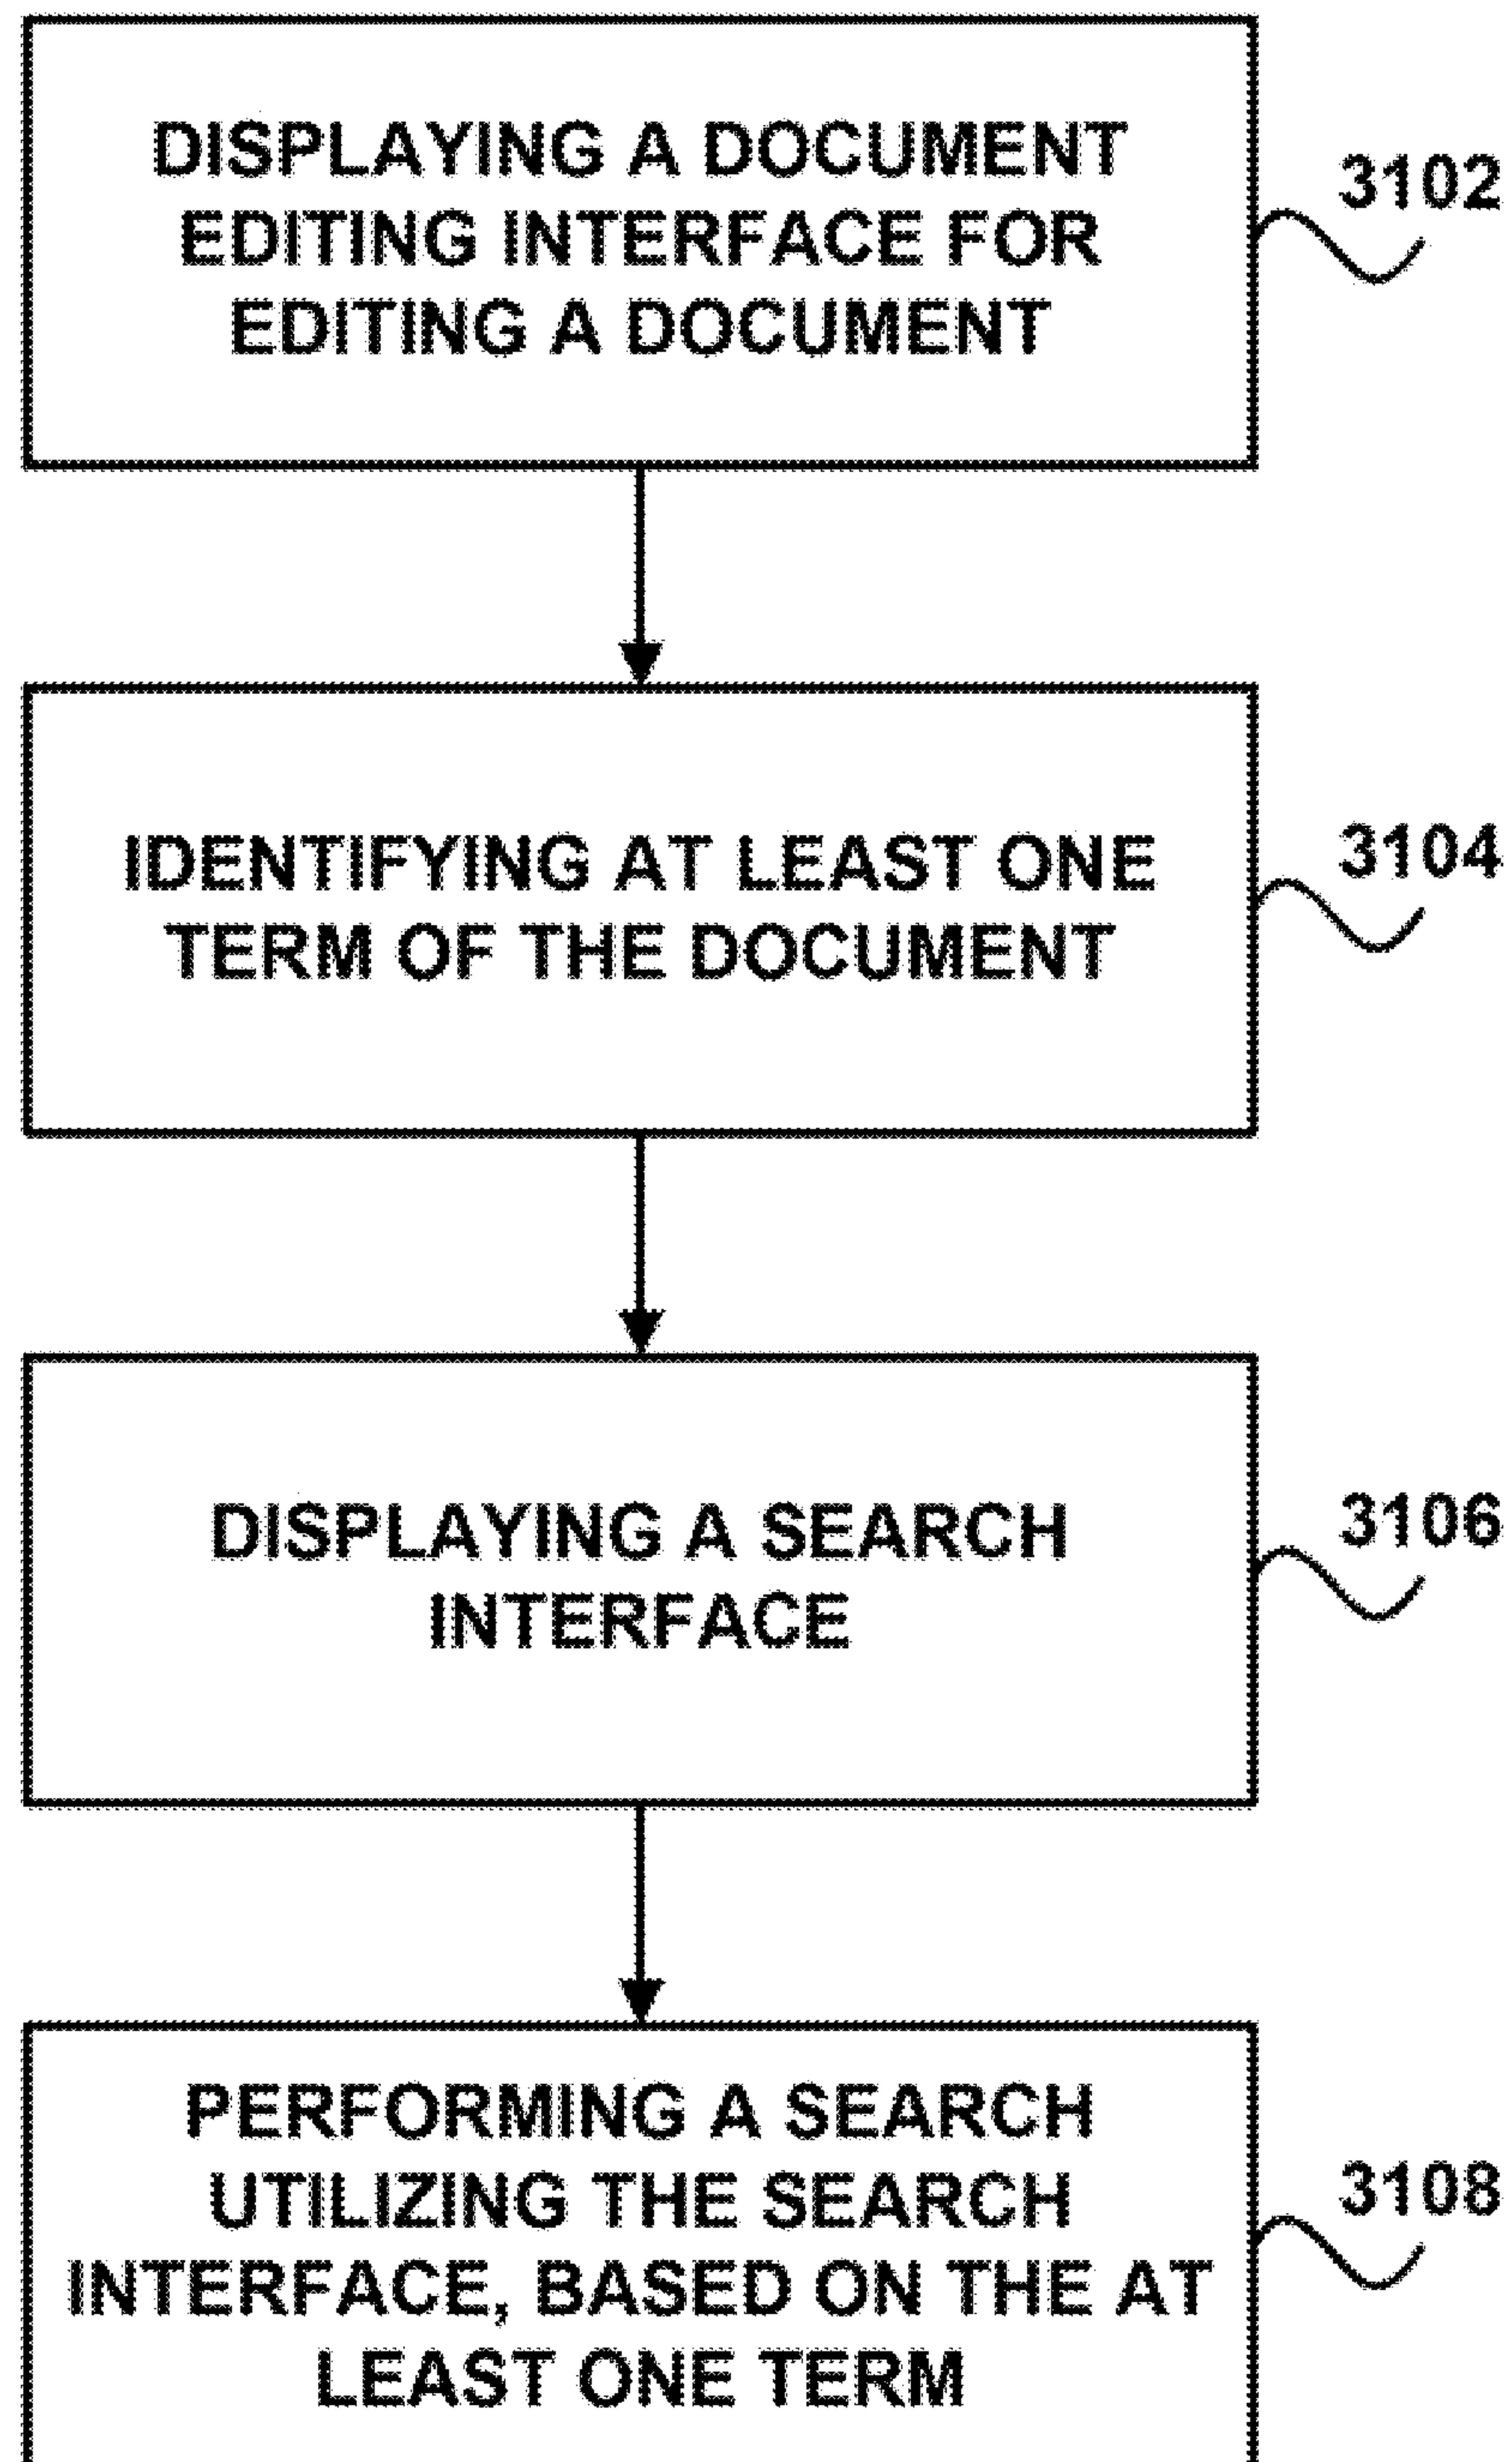 DISPLAYING A DOCUMENT
EDITING INTERFACE FOR
EDITING A DOCUMENT
3102
IDENTIFYING AT LEAST ONE
TERM OF THE DOCUMENT
3104
DISPLAYING A SEARCH
INTERFACE
3106
PERFORMING A SEARCH
UTILIZING THE SEARCH
INTERFACE, BASED ON THE AT
LEAST ONE TERM
3108